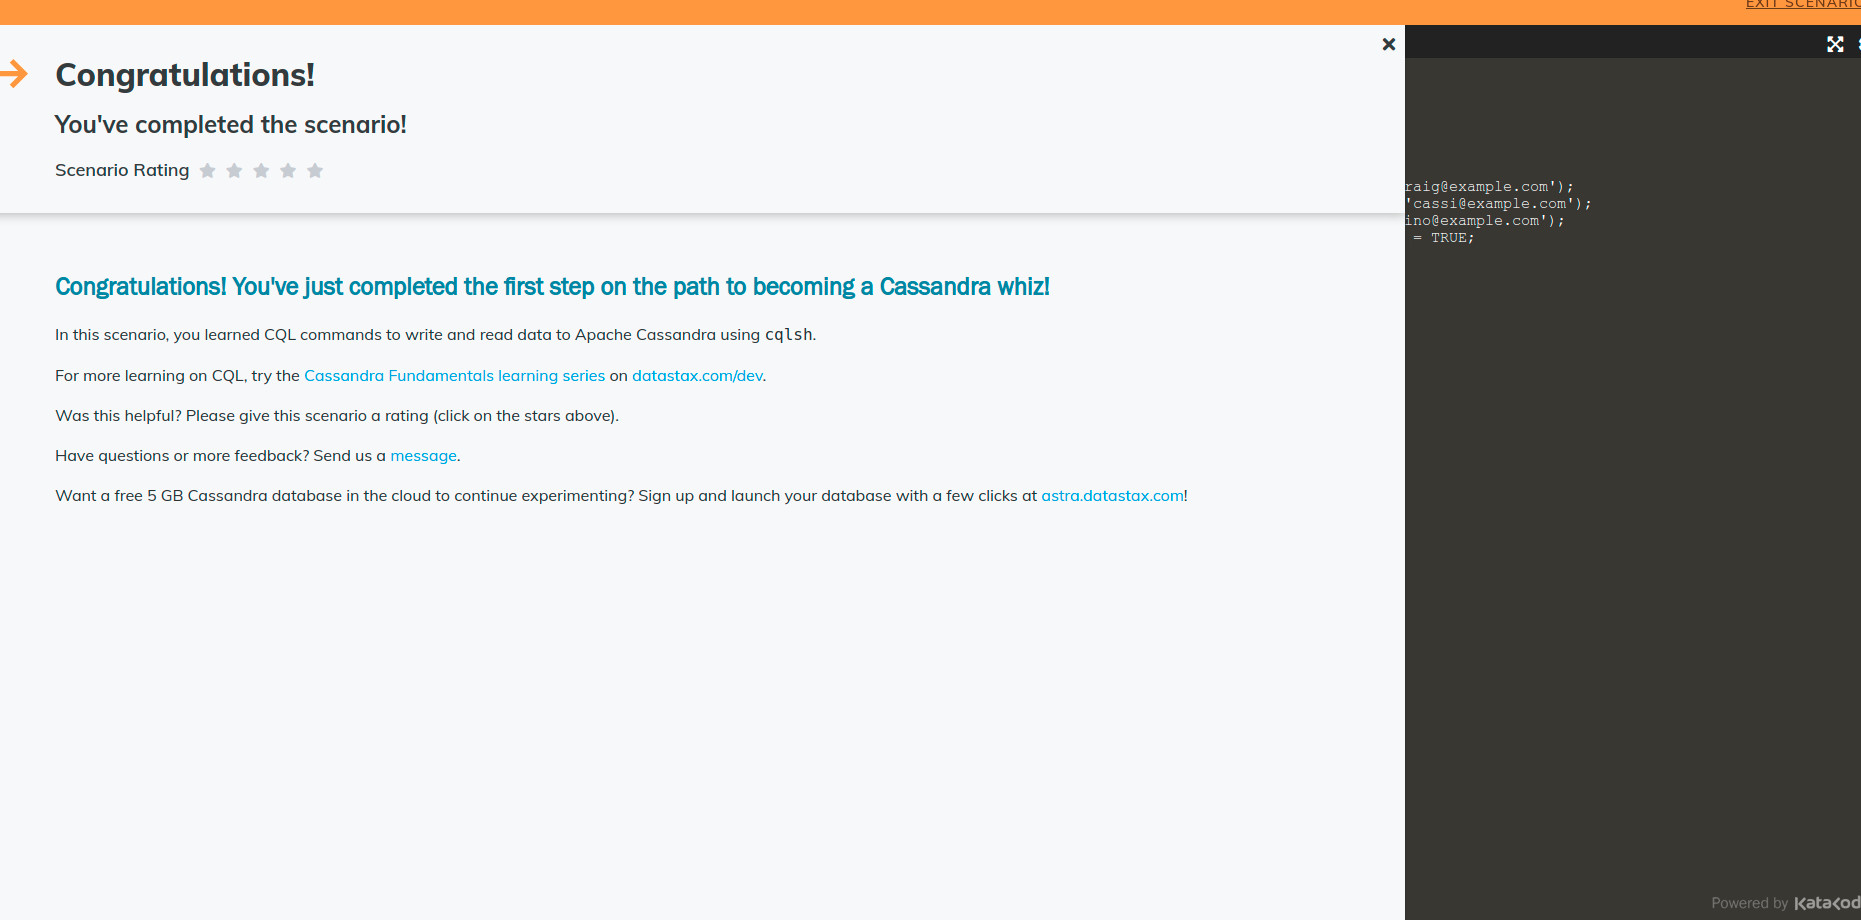 EXIT SCENARIO
Congratulations!
You've completed the scenario!
Scenario Rating
raig@example.com');
'cassi@example.com');
ino@example.com');
= TRUE;
Congratulations! You've just completed the first step on the path to becoming a Cassandra whiz!
In this scenario, you learned CQL commands to write and read data to Apache Cassandra using cqlsh.
For more learning on CQL, try the Cassandra Fundamentals learning series on datastax.com/dev.
Was this helpful? Please give this scenario a rating (click on the stars above).
Have questions or more feedback? Send us a message.
Want a free 5 GB Cassandra database in the cloud to continue experimenting? Sign up and launch your database with a few clicks at astra.datastax.com!
Powered by Katacod